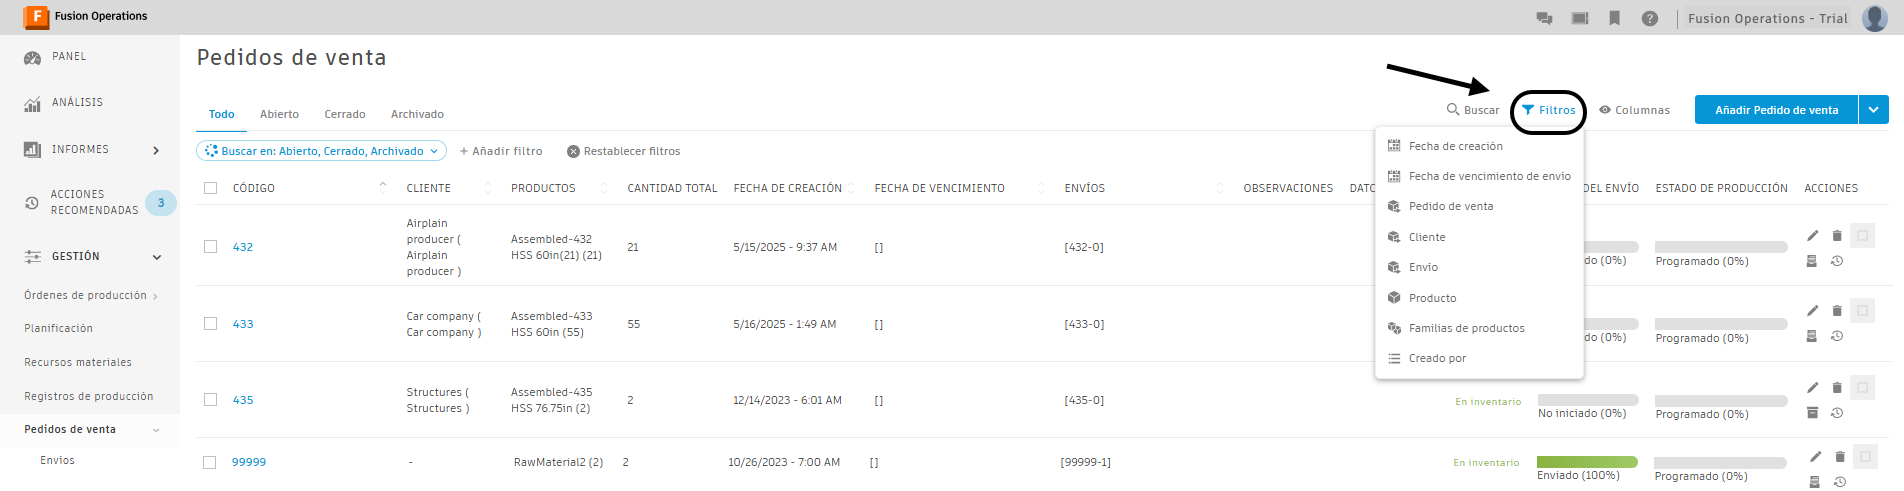 Fusion Operations
Fusion Operations - Trial
PANEL
ANÁLISIS
INFORMES
ACCIONES
RECOMENDADAS
3
GESTIÓN
Órdenes de producción
Planificación
Recursos materiales
Registros de producción
Pedidos de venta
Envíos
Pedidos de venta
Todo Abierto Cerrado Archivado
Buscar Filtros Columnas Añadir Pedido de venta
Buscar en: Abierto, Cerrado, Archivado + Añadir filtro Restablecer filtros
Fecha de creación
Fecha de vencimiento de envío
Pedido de venta
Cliente
Envío
Producto
Familias de productos
Creado por
CÓDIGO CLIENTE PRODUCTOS CANTIDAD TOTAL FECHA DE CREACIÓN FECHA DE VENCIMIENTO ENVÍOS OBSERVACIONES DATO DEL ENVÍO ESTADO DE PRODUCCIÓN ACCIONES
432
Airplain
producer (
Airplain
producer )
Assembled-432
HSS 60in(21) (21)
21
5/15/2025 - 9:37 AM
[]
[432-0]
do (0%)
Programado (0%)
433
Car company (
Car company )
Assembled-433
HSS 60in (55)
55
5/16/2025 - 1:49 AM
[]
[433-0]
do (0%)
Programado (0%)
435
Structures (
Structures )
Assembled-435
HSS 76.75in (2)
2
12/14/2023 - 6:01 AM
[]
[435-0]
En inventario
No iniciado (0%)
Programado (0%)
99999
-
RawMaterial2 (2)
2
10/26/2023 - 7:00 AM
[]
[99999-1]
En inventario
Enviado (100%)
Programado (0%)